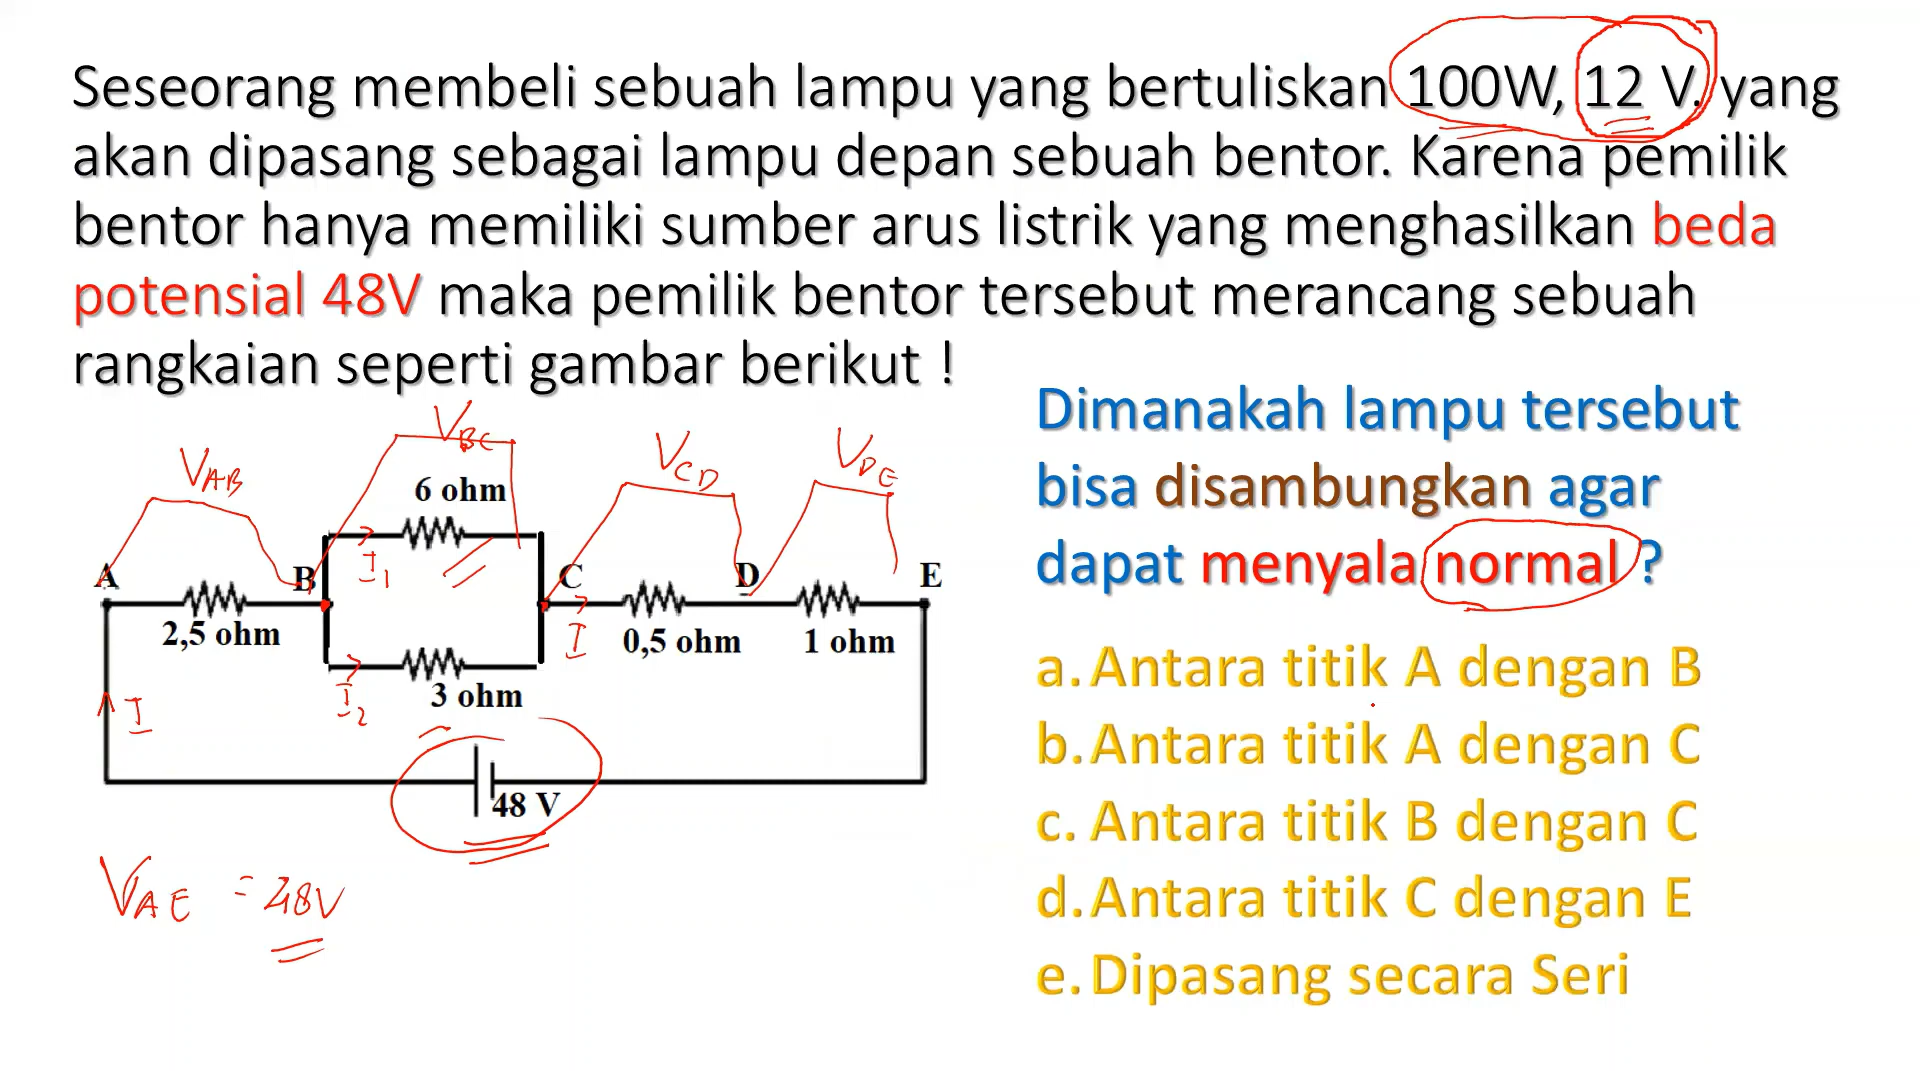 Seseorang membeli sebuah lampu yang bertuliskan 100W, 12 V. yang
akan dipasang sebagai lampu depan sebuah bentor. Karena pemilik
bentor hanya memiliki sumber arus listrik yang menghasilkan beda
potensial 48V maka pemilik bentor tersebut merancang sebuah
rangkaian seperti gambar berikut !
Dimanakah lampu tersebut
bisa disambungkan agar
dapat menyala normal ?
a. Antara titik A dengan B
b. Antara titik A dengan C
c. Antara titik B dengan C
d. Antara titik C dengan E
e. Dipasang secara Seri
VAB
VBC
VCD
VDE
6 ohm
I1
A
B
C
D
E
2,5 ohm
I
0,5 ohm
1 ohm
3 ohm
I2
I
48 V
VAE = 48V